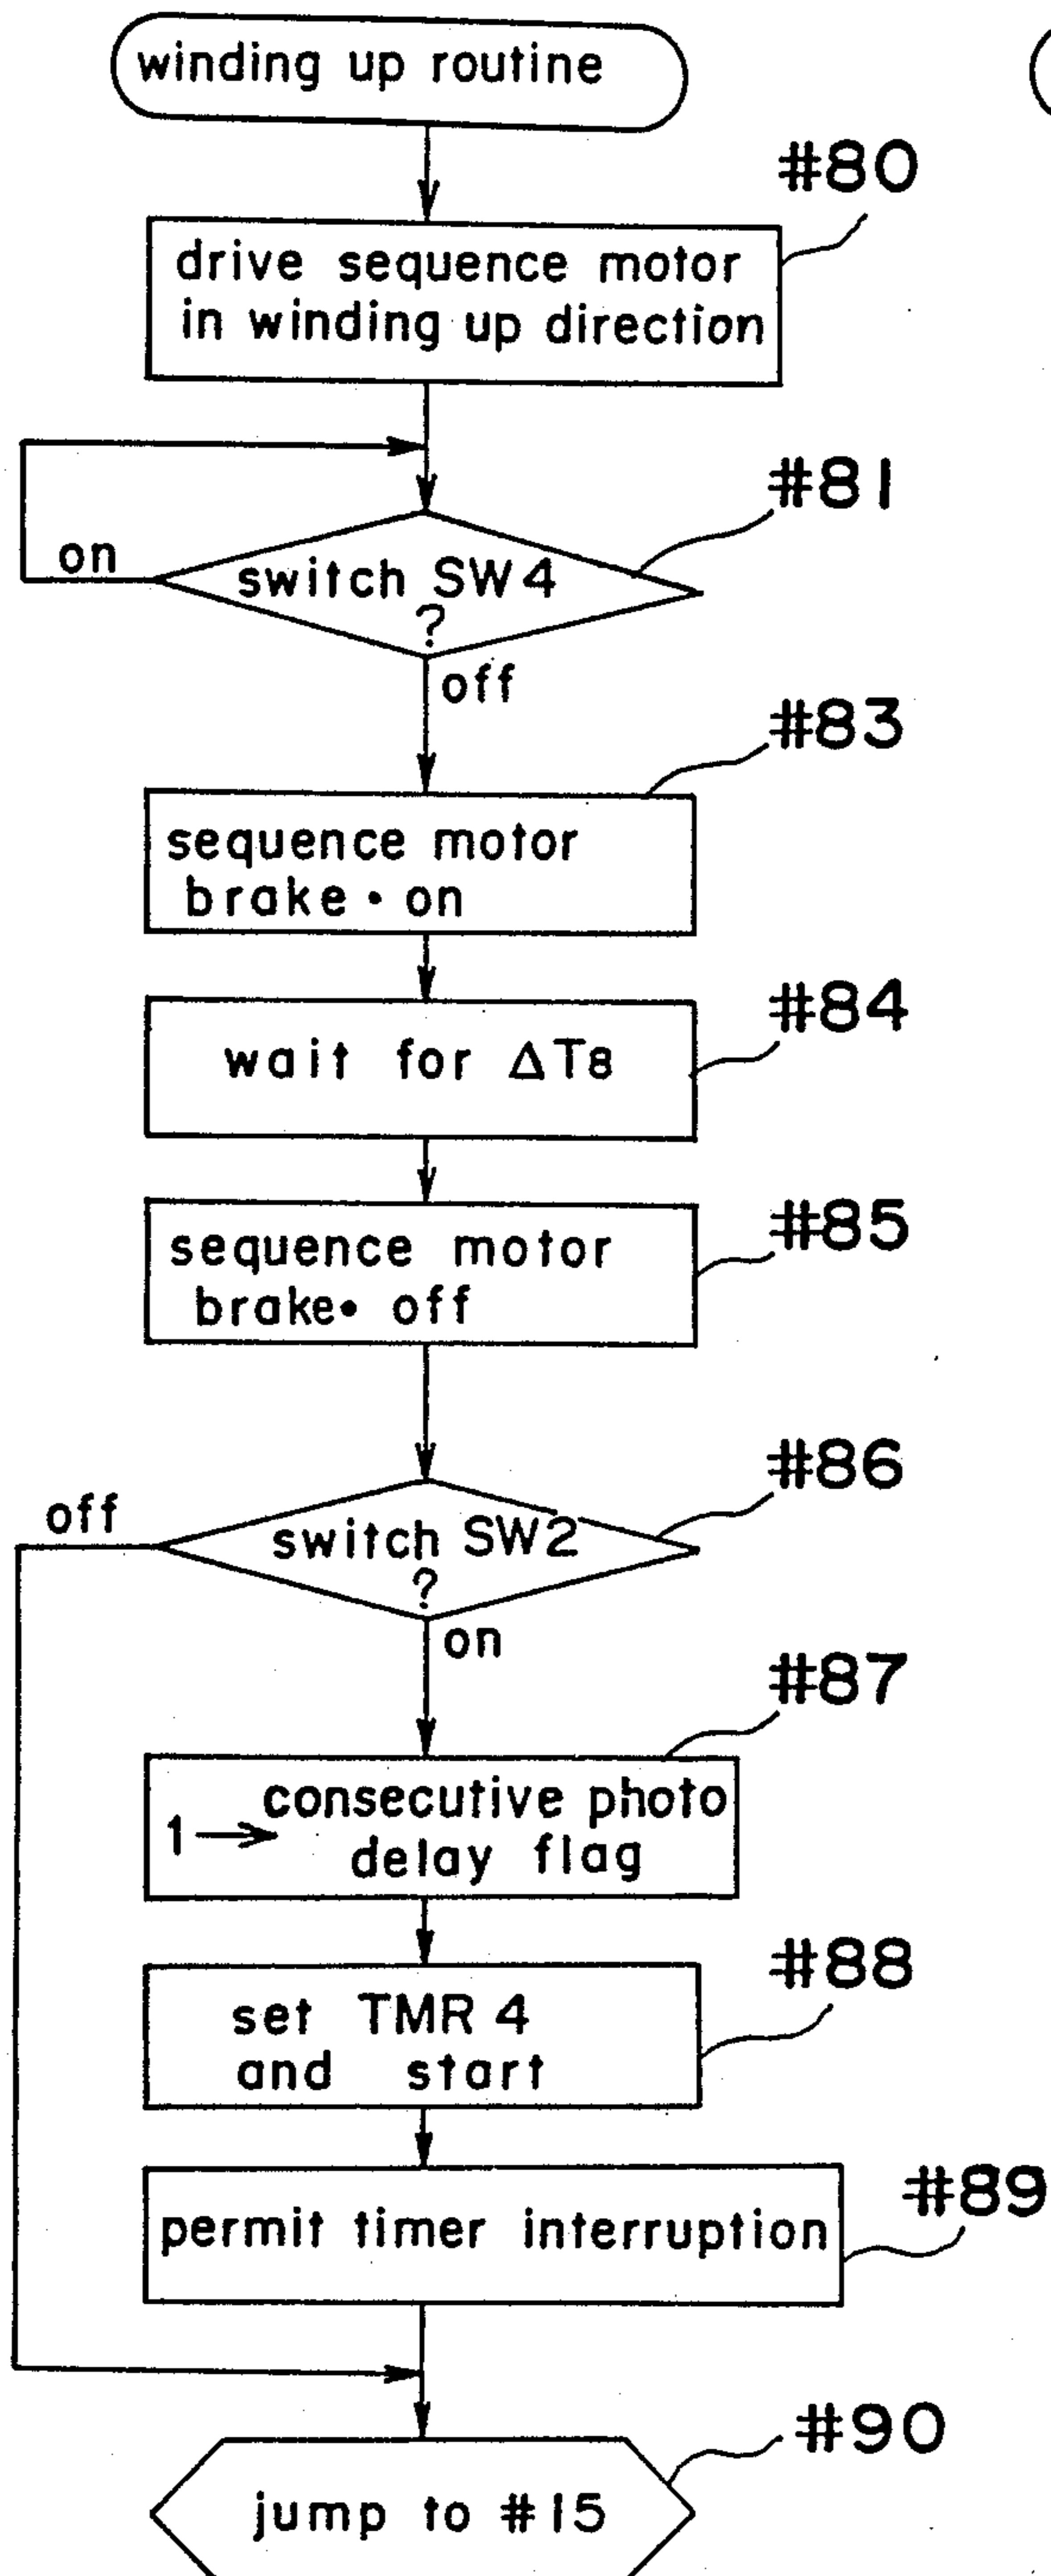 winding up routine
#80
drive sequence motor
in winding up direction
#81
on
switch SW4
?
off
#83
sequence motor
brake • on
#84
wait for ΔT8
#85
sequence motor
brake• off
#86
off
switch SW2
?
on
#87
consecutive photo
1→
delay flag
#88
set TMR 4
and start
#89
permit timer interruption
#90
jump to #15